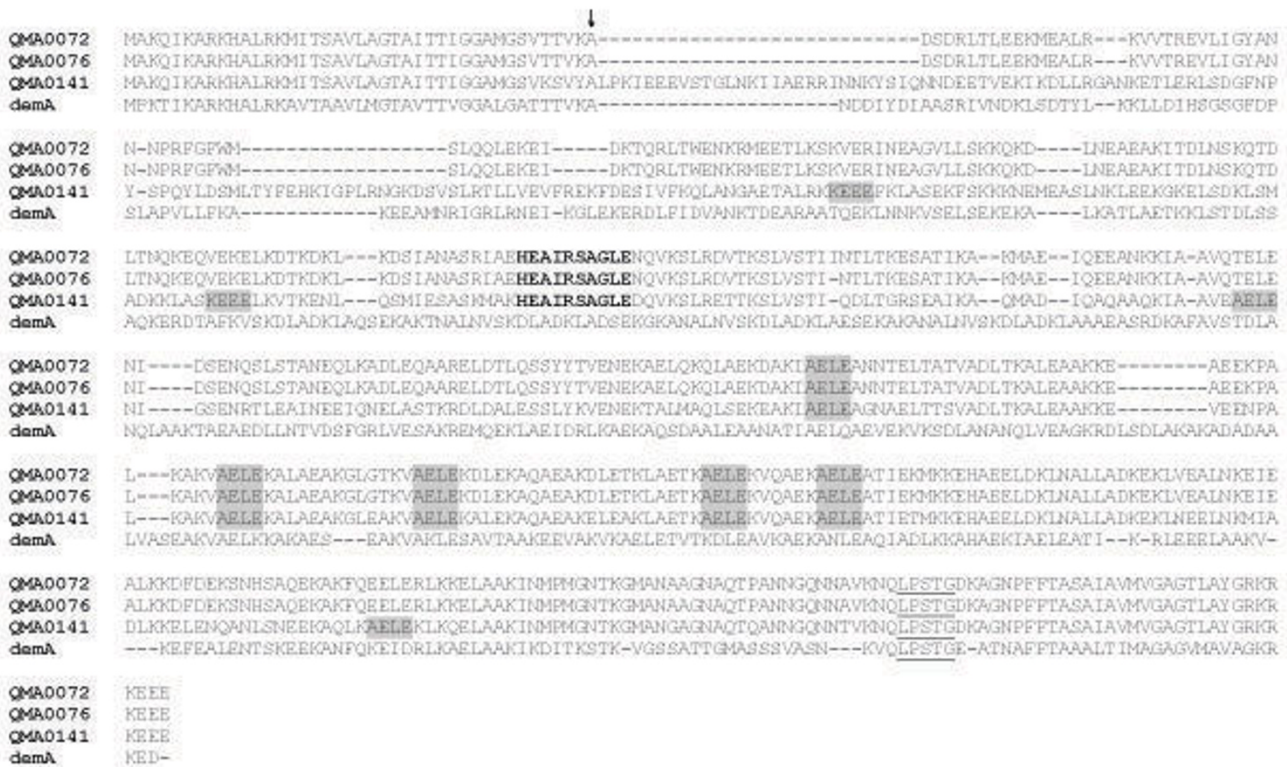 QMA0072 MAKQIKARKHALRKMITSAVLAGTAITTIGGAMGSVTTVKA-----------------------------DSDRLTLEEKMEALR---KVVTREVLIGYAN
QMA0076 MAKQIKARKHALRKMITSAVLAGTAITTIGGAMGSVTTVKA-----------------------------DSDRLTLEEKMEALR---KVVTREVLIGYAN
QMA0141 MAKQIKARKHALRKMITSAVLAGTAITTIGGAMGSVKSVYALPKIEEEVSTGLNKIIAERRINNKYSIQNNDEETVEKIKDLLRGANKETLERLSDGFNP
demA MFKTIKARKHALRKAVTAAVLMGTAVTTVGGALGATTTVKA----------------------NDDIYDIAASRIVNDKLSDTYL--KKLLDIHSGSGFDP
QMA0072 N-NPRFGFWM------------------SLQQLEKEI-----DKTQRLTWENKRMEETLKSKVERINEAGVLLSKKQKD----LNEAEAKITDLNSKQTD
QMA0076 N-NPRFGFWM------------------SLQQLEKEI-----DKTQRLTWENKRMEETLKSKVERINEAGVLLSKKQKD----LNEAEAKITDLNSKQTD
QMA0141 Y-SPQYLDSMLTYFEHKIGPLRNGKDSVSLRTLLVEVFREKFDESIVFKQLANGAETALRKKEEEFKLASEKFSKKKNEMEASLNKLEEKGKELSDKLSM
demA SLAPVLLFKA------------KEEAMNRIGRLRNEI-KGLEKERDLFIDVANKTDEARAATQEKLNNKVSELSEKEKA----LKATLAETKKLSTDLSS
QMA0072 LTNQKEQVEKELKDTKDKL---KDSIANASRIAEHEAIRSAGLENQVKSLRDVTKSLVSTIINTLTKESATIKA--KMAE--IQEEANKKIA-AVQTELE
QMA0076 LTNQKEQVEKELKDTKDKL---KDSIANASRIAEHEAIRSAGLENQVKSLRDVTKSLVSTI-NTLTKESATIKA--KMAE--IQEEANKKIA-AVQTELE
QMA0141 ADKKLASKEEELKVTKENL---QSMIESASKMAKHEAIRSAGLEDQVKSLRETTKSLVSTI-QDLTGRSEAIKA--QMAD--IQAQAAQKIA-AVEAELE
demA AQKERDTAFKVSKDLADKLAQSEKAKTNALNVSKDLADKLADSEKGKANALNVSKDLADKLAESEKAKANALNVSKDLADKLAAAEASRDKAFAVSTDLA
QMA0072 NI----DSENQSLSTANEQLKADLEQAARELDTLQSSYYTVENEKAELQKQLAEKDAKIAELEANNTELTATVADLTKALEAAKKE--------AEEKPA
QMA0076 NI----DSENQSLSTANEQLKADLEQAARELDTLQSSYYTVENEKAELQKQLAEKDAKIAELEANNTELTATVADLTKALEAAKKE--------AEEKPA
QMA0141 NI----GSENRTLEAINEEIQNELASTKRDLDALESSLYKVENEKTALMAQLSEKEAKIAELEAGNAELTTSVADLTKALEAAKKE--------VEENPA
demA NQLAAKTAEAEDLLNTVDSFGRLVESAKREMQEKLAEIDRLKAEKAQSDAALEAANATIAELQAEVEKVKSDLANANQLVEAGKRDLSDLAKAKADADAA
QMA0072 L---KAKVAELEKALAEAKGLGTKVAELEKDLEKAQAEAKDLETKLAETKAELEKVQAEKAELEATIEKMKKEHAEELDKLNALLADKEKLVEALNKEIE
QMA0076 L---KAKVAELEKALAEAKGLGTKVAELEKDLEKAQAEAKDLETKLAETKAELEKVQAEKAELEATIEKMKKEHAEELDKLNALLADKEKLVEALNKEIE
QMA0141 L---KAKVAELEKALAEAKGLEAKVAELEKALEKAQAEAKELEAKLAETKAELEKVQAEKAELEATIETMKKEHAEELDKLNALLADKEKLNEELNKMIA
demA LVASEAKVAELKKAKAES---EAKVAKLESAVTAAKEEVAKVKAELETVTKDLEAVKAEKANLEAQIADLKKAHAEKIAELEATI--K-RLEEELAAKV-
QMA0072 ALKKDFDEKSNHSAQEKAKFQEELERLKKELAAKINMPMGNTKGMANAAGNAQTPANNGQNNAVKNQLPSTGDKAGNPFFTASAIAVMVGAGTLAYGRKR
QMA0076 ALKKDFDEKSNHSAQEKAKFQEELERLKKELAAKINMPMGNTKGMANAAGNAQTPANNGQNNAVKNQLPSTGDKAGNPFFTASAIAVMVGAGTLAYGRKR
QMA0141 DLKKELENQANLSNEEKAQLKAELEKLKQELAAKINMPMGNTKGMANGAGNAQTQANNGQNNTVKNQLPSTGDKAGNPFFTASAIAVMVGAGTLAYGRKR
demA ---KEFEALENTSKEEKANFQKEIDRLKAELAAKIKDITKSTK-VGSSATTGMASSSVASN---KVQLPSTGE-ATNAFFTAAALTIMAGAGVMAVAGKR
QMA0072 KEEE
QMA0076 KEEE
QMA0141 KEEE
demA KED-